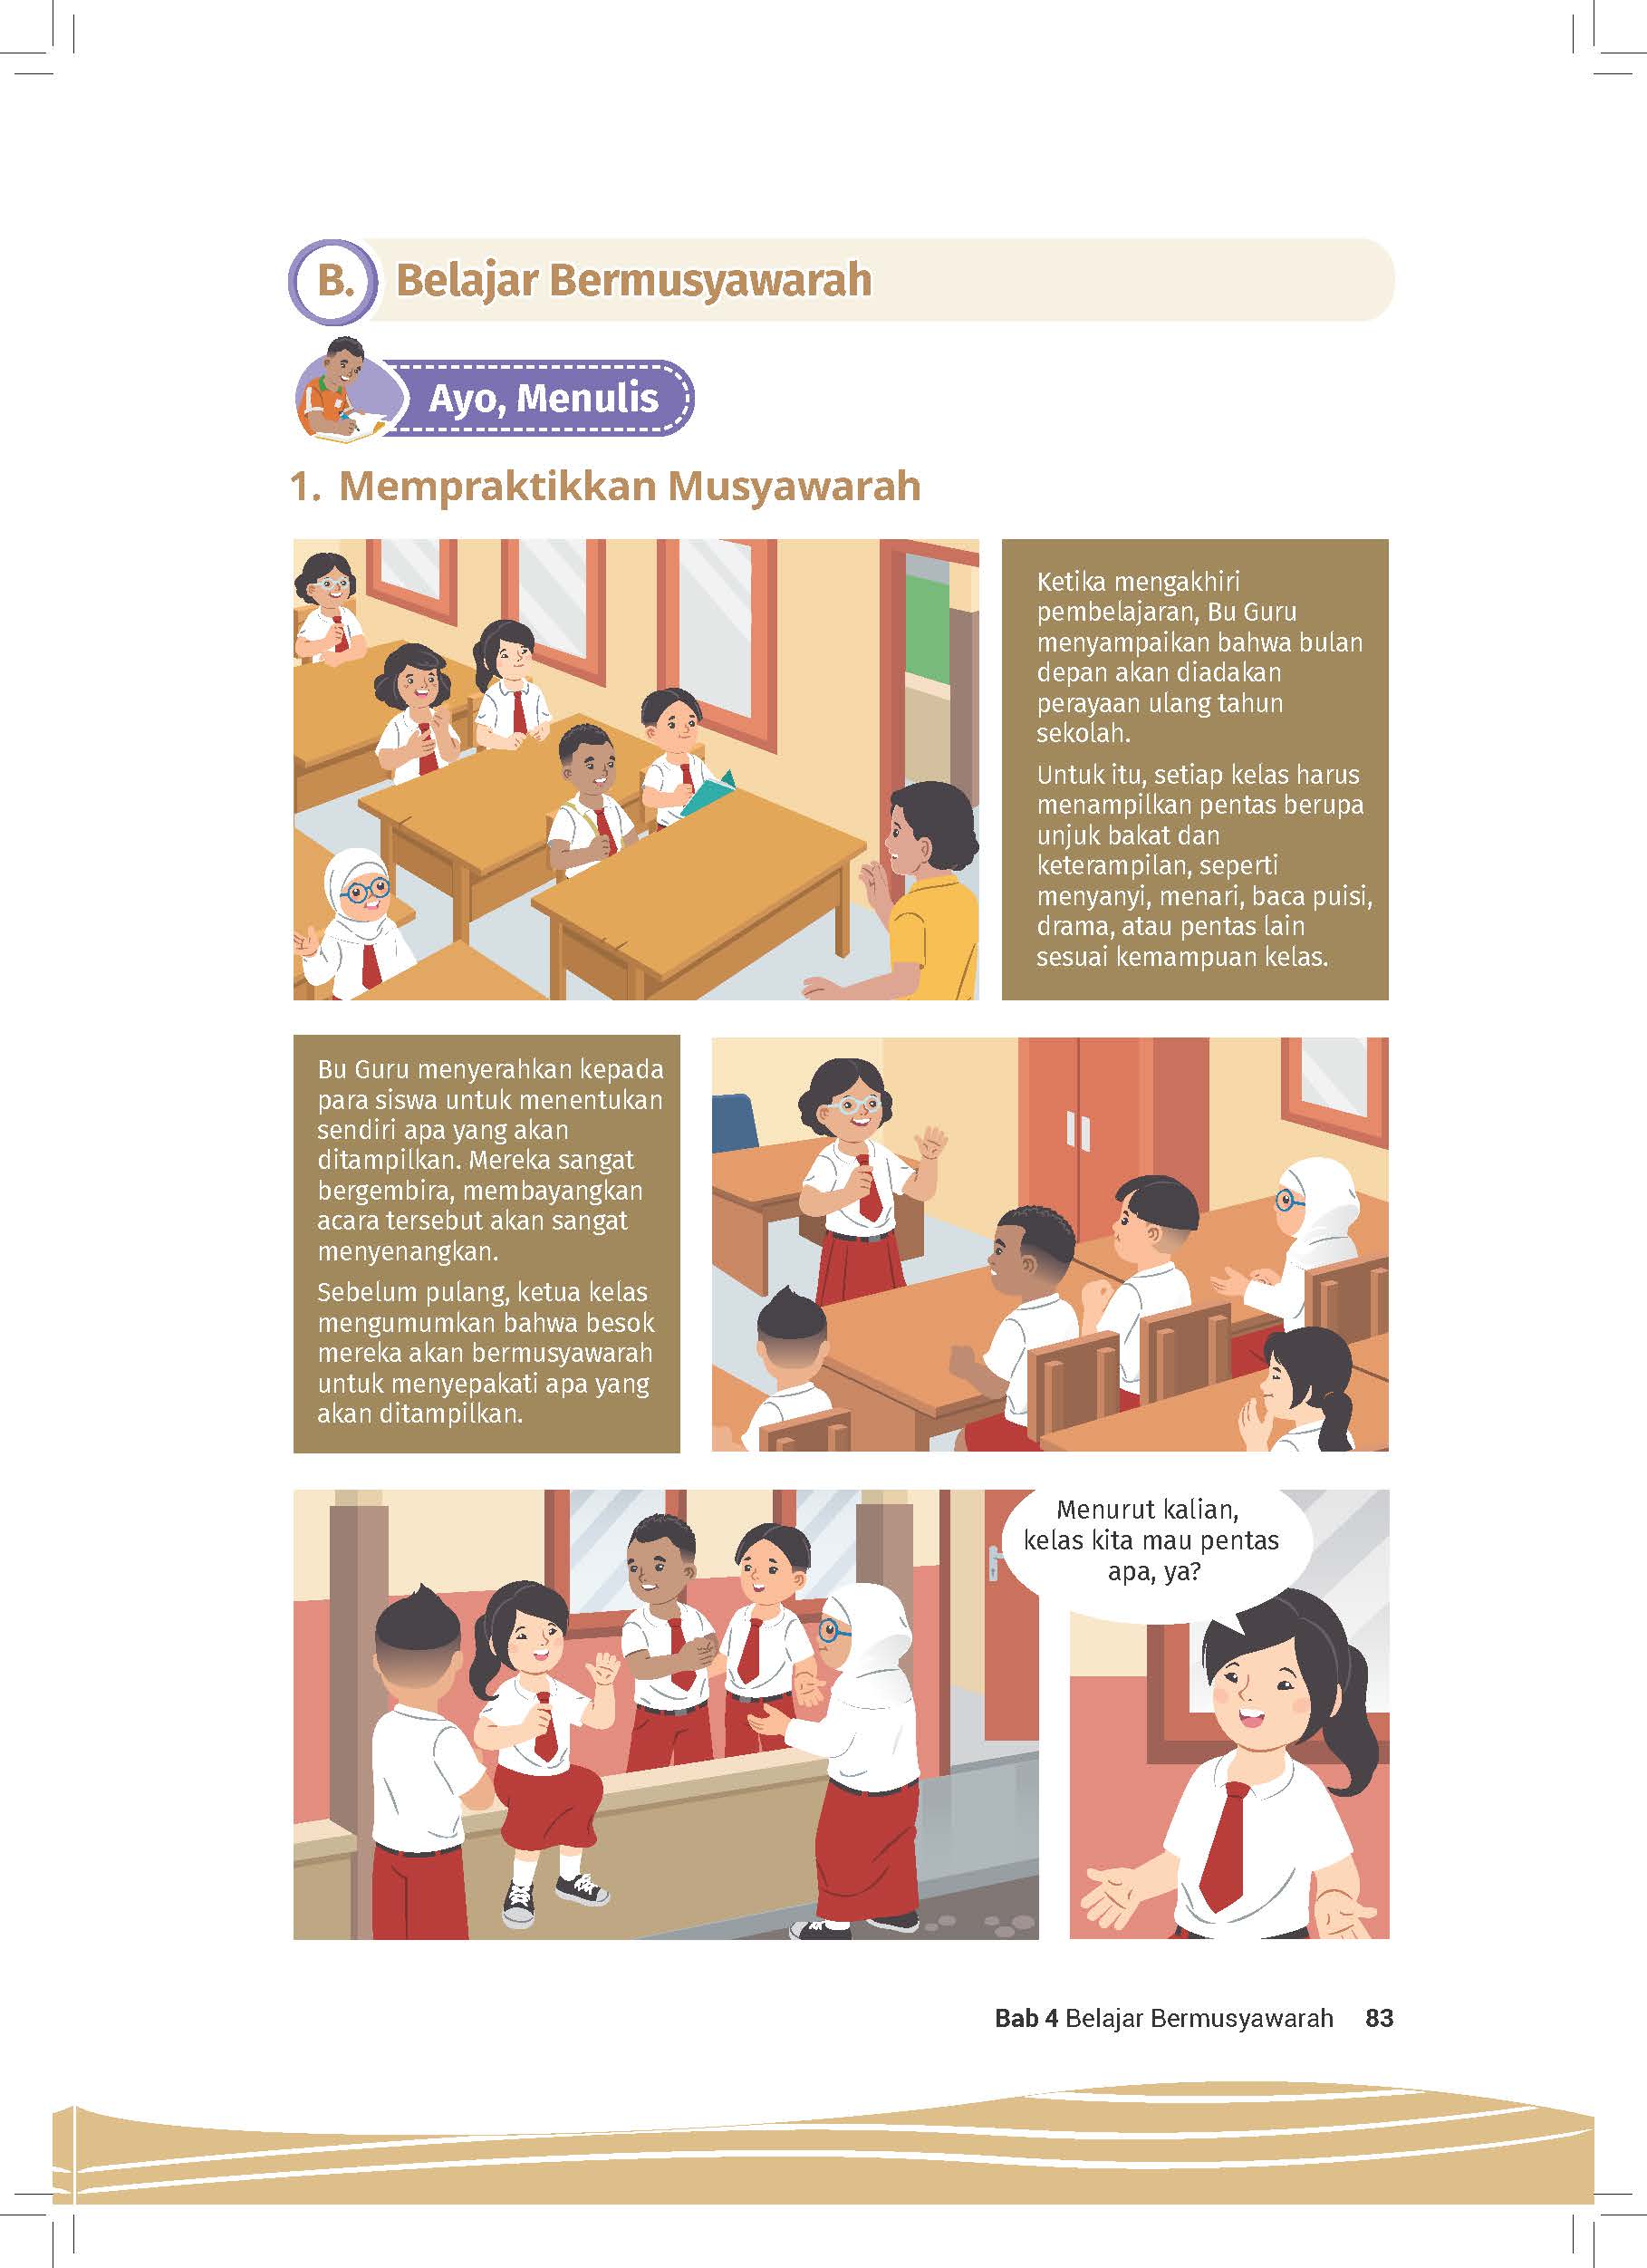 B. Belajar Bermusyawarah
Ayo, Menulis
1. Mempraktikkan Musyawarah
Ketika mengakhiri
pembelajaran, Bu Guru
menyampaikan bahwa bulan
depan akan diadakan
perayaan ulang tahun
sekolah.
Untuk itu, setiap kelas harus
menampilkan pentas berupa
unjuk bakat dan
keterampilan, seperti
menyanyi, menari, baca puisi,
drama, atau pentas lain
sesuai kemampuan kelas.
Bu Guru menyerahkan kepada
para siswa untuk menentukan
sendiri apa yang akan
ditampilkan. Mereka sangat
bergembira, membayangkan
acara tersebut akan sangat
menyenangkan.
Sebelum pulang, ketua kelas
mengumumkan bahwa besok
mereka akan bermusyawarah
untuk menyepakati apa yang
akan ditampilkan.
Menurut kalian,
kelas kita mau pentas
apa, ya?
Bab 4 Belajar Bermusyawarah 83